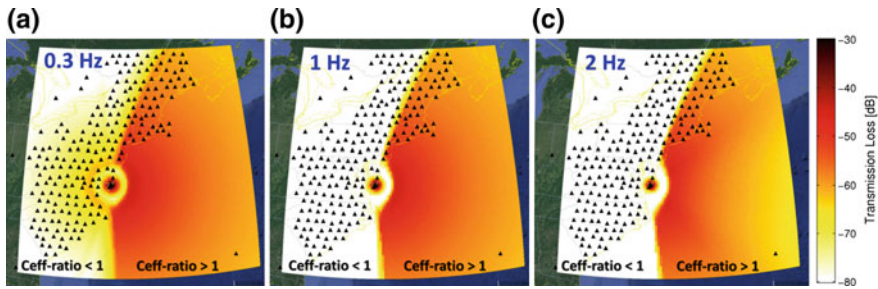 (a)
(b)
(c)
0.3 Hz
1 Hz
2 Hz
Ceff-ratio < 1
Ceff-ratio > 1
Ceff-ratio < 1
Ceff-ratio > 1
Ceff-ratio < 1
Ceff-ratio > 1
−30
−40
−50
−60
−70
−80
Transmission Loss [dB]